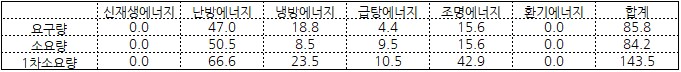 신재생에너지 난방에너지 냉방에너지 급탕에너지 조명에너지 환기에너지 합계
요구량 0.0 47.0 18.8 4.4 15.6 0.0 85.8
소요량 0.0 50.5 8.5 9.5 15.6 0.0 84.2
1차소요량 0.0 66.6 23.5 10.5 42.9 0.0 143.5